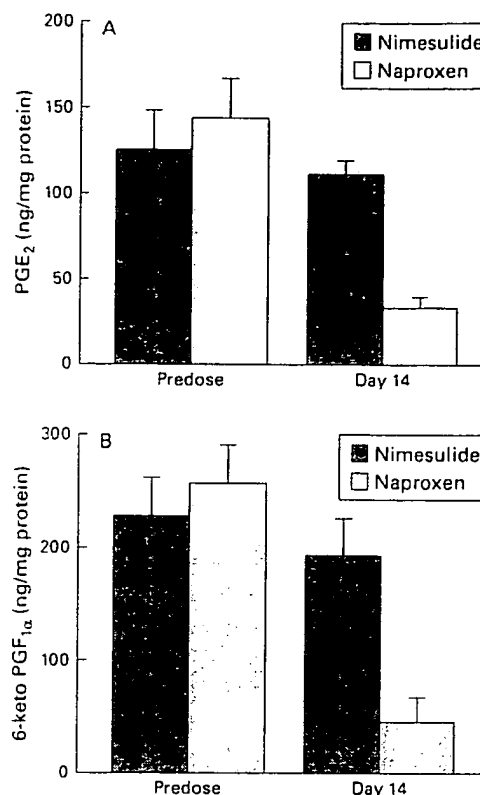 A
Nimesulide
Naproxen
200
150
100
50
0
PGE2 (ng/mg protein)
Predose Day 14
B
Nimesulide
Naproxen
300
200
100
0
6-keto PGF1α (ng/mg protein)
Predose Day 14